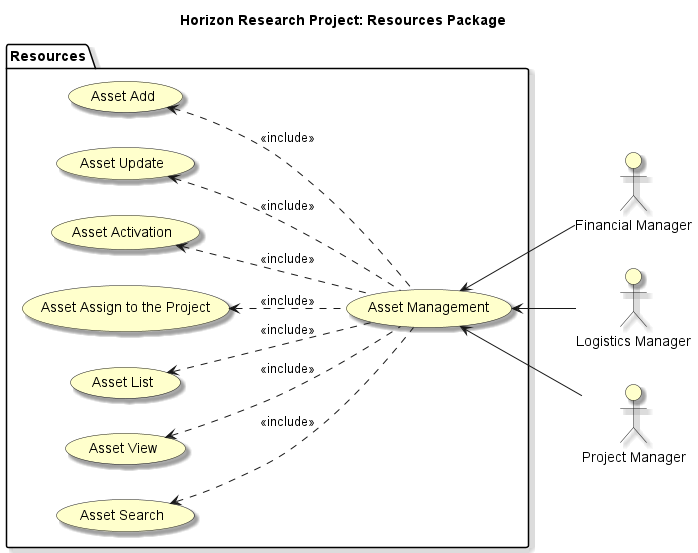 Horizon Research Project: Resources Package
Resources
Asset Add
«include»
Asset Update
«include»
Asset Activation
«include»
Asset Assign to the Project
«include»
Asset Management
Asset List
«include»
Asset View
«include»
Asset Search
«include»
Financial Manager
Logistics Manager
Project Manager